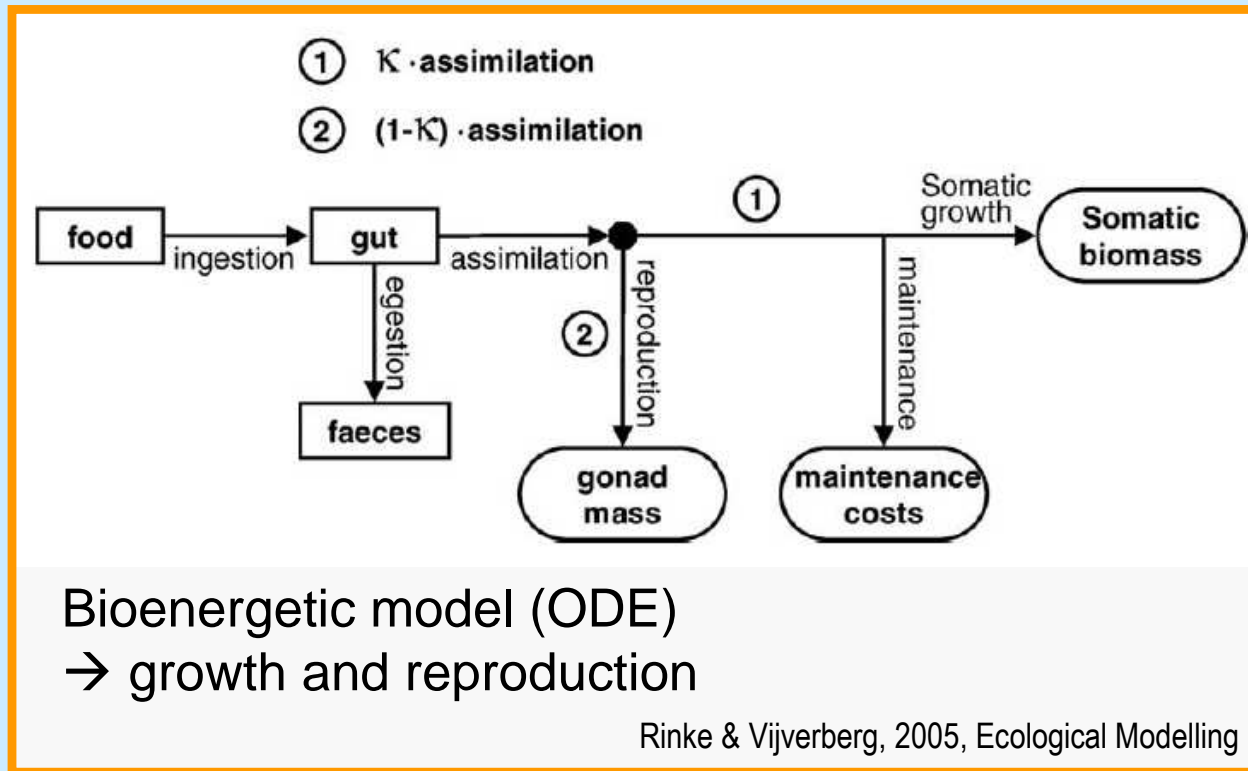 ① κ · assimilation
② (1-κ) · assimilation
food
ingestion
gut
assimilation
①
Somatic
growth
Somatic
biomass
egestion
②
reproduction
maintenance
faeces
gonad
mass
maintenance
costs
Bioenergetic model (ODE)
→ growth and reproduction
Rinke & Vijverberg, 2005, Ecological Modelling